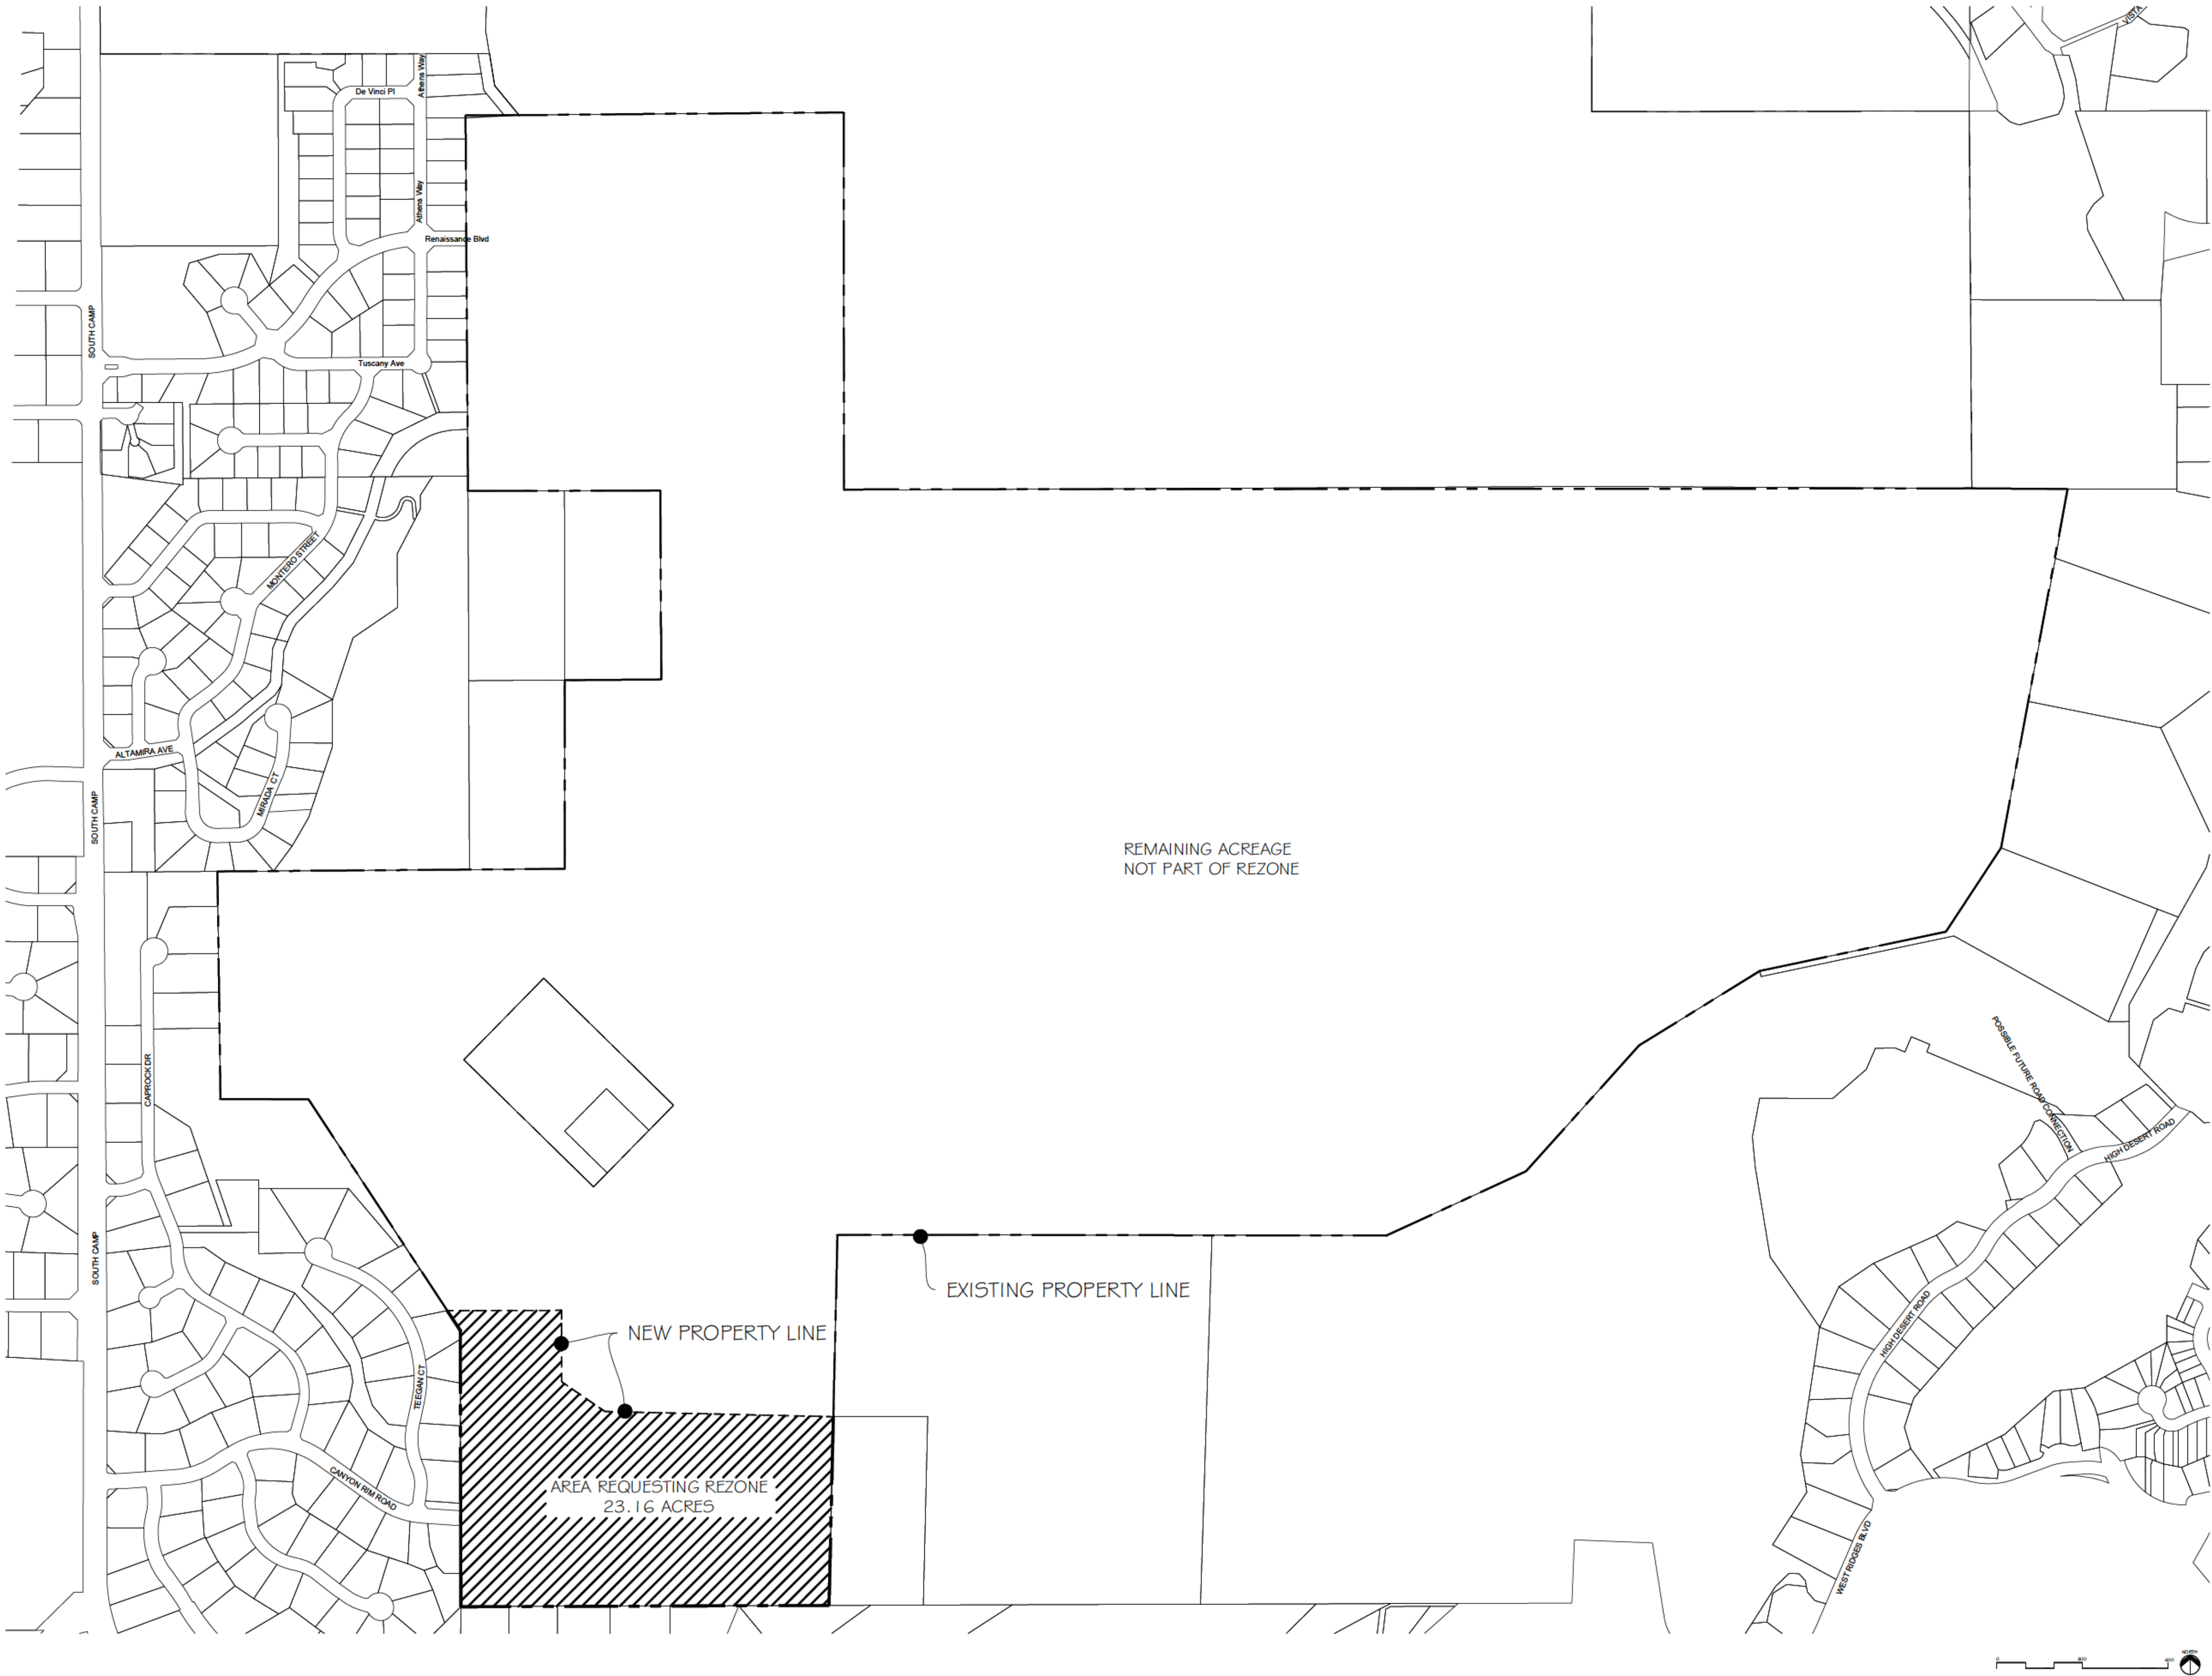 VISTA
Athens Way
De Vinci Pl
Athens Way
Renaissance Blvd
SOUTH CAMP
Tuscany Ave
MONTERO STREET
ALTAMIRA AVE
MIRADA CT
SOUTH CAMP
REMAINING ACREAGE
NOT PART OF REZONE
POSSIBLE FUTURE ROAD CONNECTION
CAPROCK DR
HIGH DESERT ROAD
SOUTH CAMP
EXISTING PROPERTY LINE
NEW PROPERTY LINE
HIGH DESERT ROAD
TEEGAN CT
CANYON RIM ROAD
AREA REQUESTING REZONE
23.16 ACRES
WEST RIDGES BLVD
NORTH
0